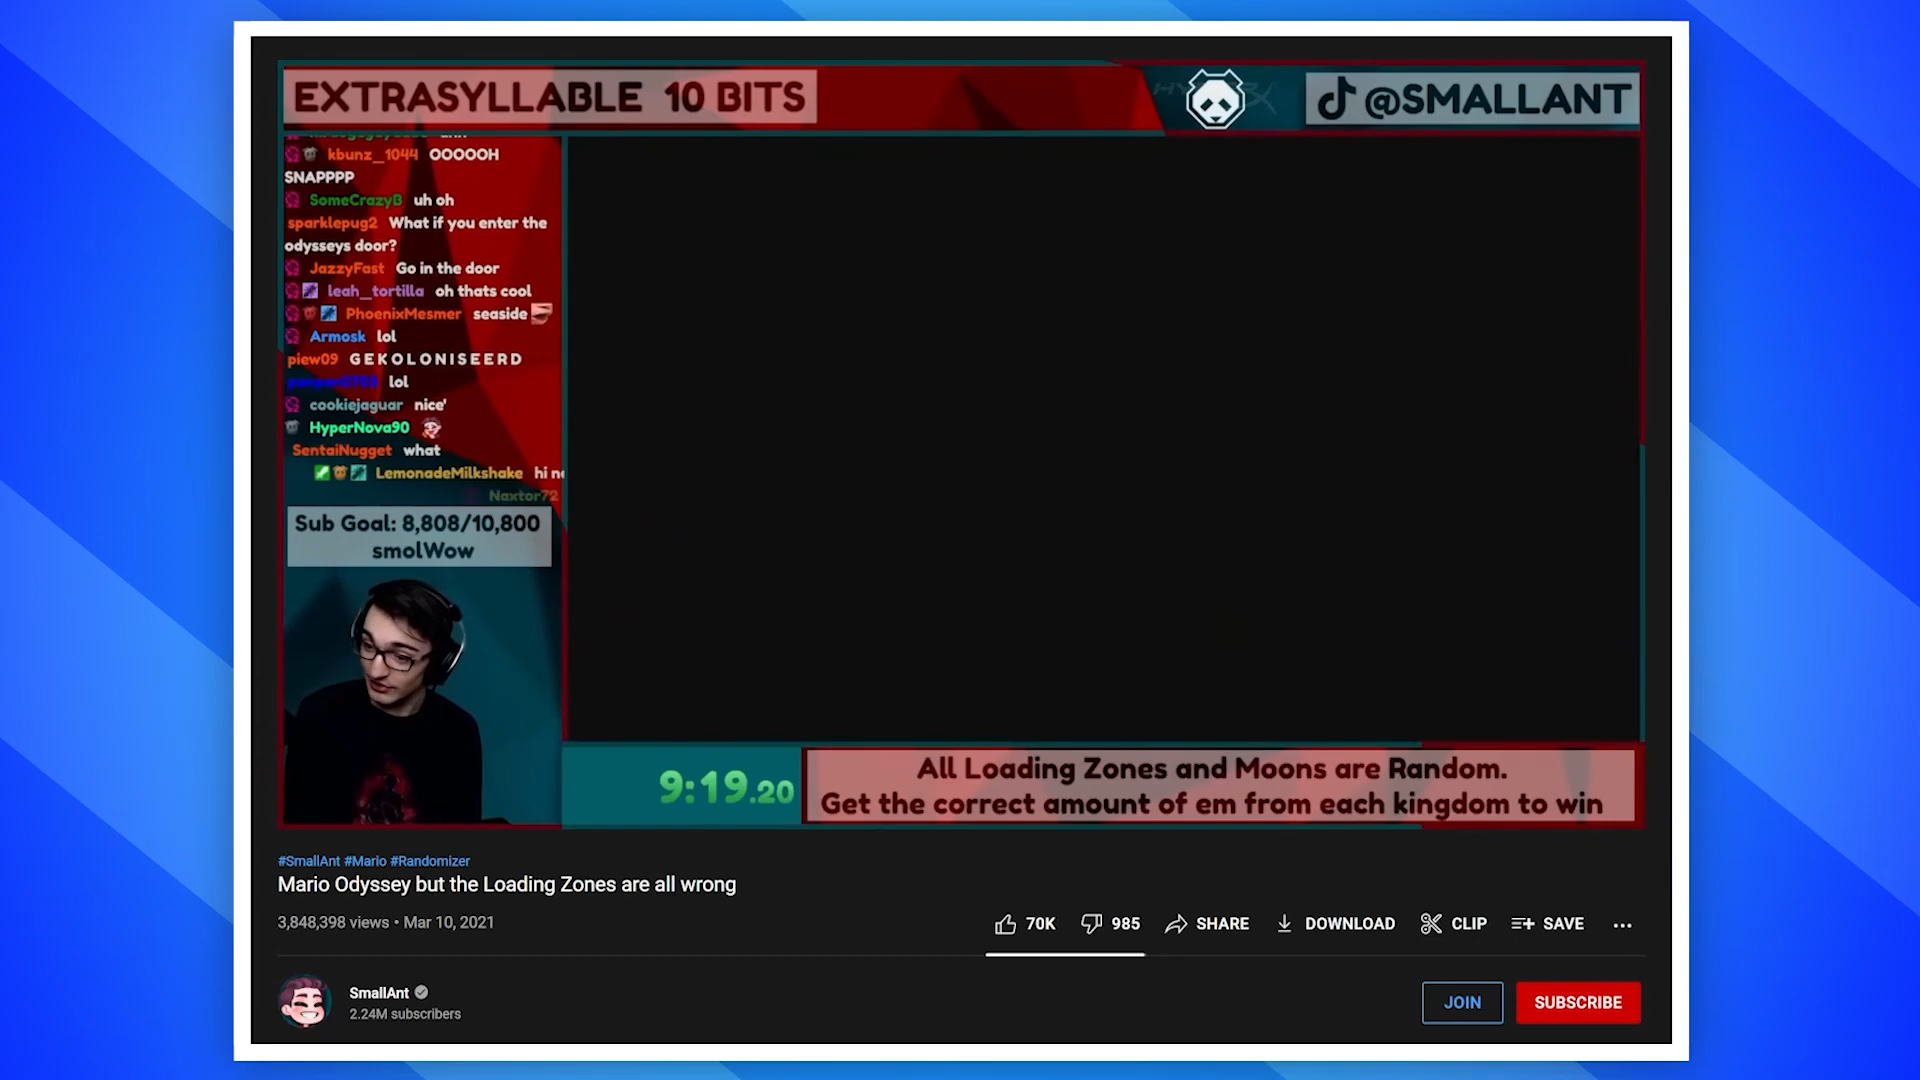 EXTRASYLLABLE 10 BITS
@SMALLANT
kbunz_1044 OOOOOH
SNAPPPP
SomeCrazyB uh oh
sparklepug2 What if you enter the
odysseys door?
JazzyFast Go in the door
leah_tortilla oh thats cool
PhoenixMesmer seaside
Armosk lol
piew09 G E K O L O N I S E E R D
lol
cookiejaguar nice'
HyperNova90
SentaiNugget what
LemonadeMilkshake hi
Naxtor72
Sub Goal: 8,808/10,800
smolWow
9:19.20
All Loading Zones and Moons are Random.
Get the correct amount of em from each kingdom to win
#SmallAnt #Mario #Randomizer
Mario Odyssey but the Loading Zones are all wrong
3,848,398 views • Mar 10, 2021
70K 985 SHARE DOWNLOAD CLIP SAVE ...
SmallAnt
2.24M subscribers
JOIN SUBSCRIBE